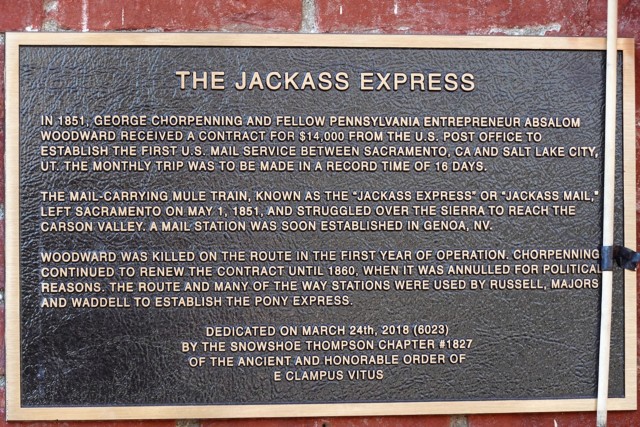 THE JACKASS EXPRESS
IN 1851, GEORGE CHORPENNING AND FELLOW PENNSYLVANIA ENTREPRENEUR ABSALOM
WOODWARD RECEIVED A CONTRACT FOR $14,000 FROM THE U.S. POST OFFICE TO
ESTABLISH THE FIRST U.S. MAIL SERVICE BETWEEN SACRAMENTO, CA AND SALT LAKE CITY,
UT. THE MONTHLY TRIP WAS TO BE MADE IN A RECORD TIME OF 16 DAYS.
THE MAIL-CARRYING MULE TRAIN, KNOWN AS THE "JACKASS EXPRESS" OR "JACKASS MAIL,"
LEFT SACRAMENTO ON MAY 1, 1851, AND STRUGGLED OVER THE SIERRA TO REACH THE
CARSON VALLEY. A MAIL STATION WAS SOON ESTABLISHED IN GENOA, NV.
WOODWARD WAS KILLED ON THE ROUTE IN THE FIRST YEAR OF OPERATION. CHORPENNING
CONTINUED TO RENEW THE CONTRACT UNTIL 1860, WHEN IT WAS ANNULLED FOR POLITICAL
REASONS. THE ROUTE AND MANY OF THE WAY STATIONS WERE USED BY RUSSELL, MAJORS
AND WADDELL TO ESTABLISH THE PONY EXPRESS.
DEDICATED ON MARCH 24th, 2018 (6023)
BY THE SNOWSHOE THOMPSON CHAPTER #1827
OF THE ANCIENT AND HONORABLE ORDER OF
E CLAMPUS VITUS